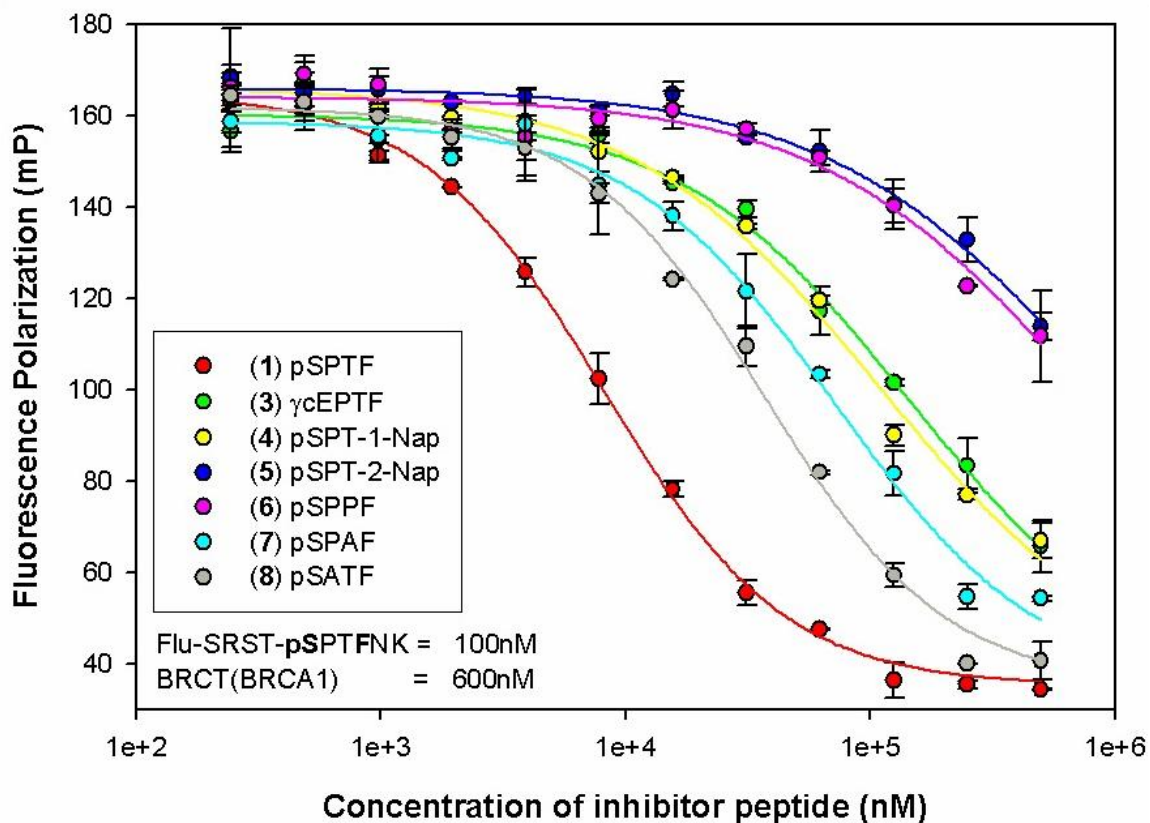 180
160
140
120
100
80
60
40
Fluorescence Polarization (mP)
(1) pSPTF
(3) γcEPTF
(4) pSPT-1-Nap
(5) pSPT-2-Nap
(6) pSPPF
(7) pSPAF
(8) pSATF
Flu-SRST-pSPTFNK = 100nM
BRCT(BRCA1) = 600nM
1e+2 1e+3 1e+4 1e+5 1e+6
Concentration of inhibitor peptide (nM)